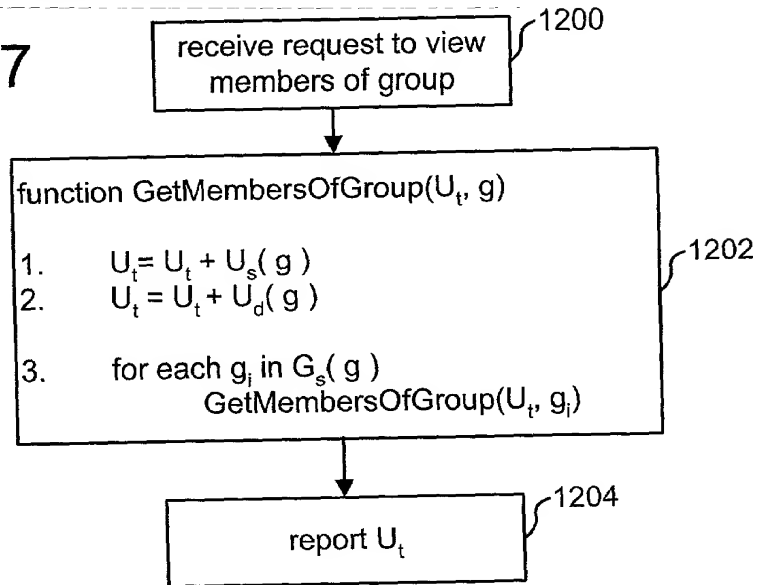 7
receive request to view
members of group
1200
function GetMembersOfGroup(Uₜ, g)
1. Uₜ= Uₜ + Uₛ( g )
2. Uₜ = Uₜ + U_d( g )
3. for each gᵢ in Gₛ( g )
GetMembersOfGroup(Uₜ, gᵢ)
1202
report Uₜ
1204